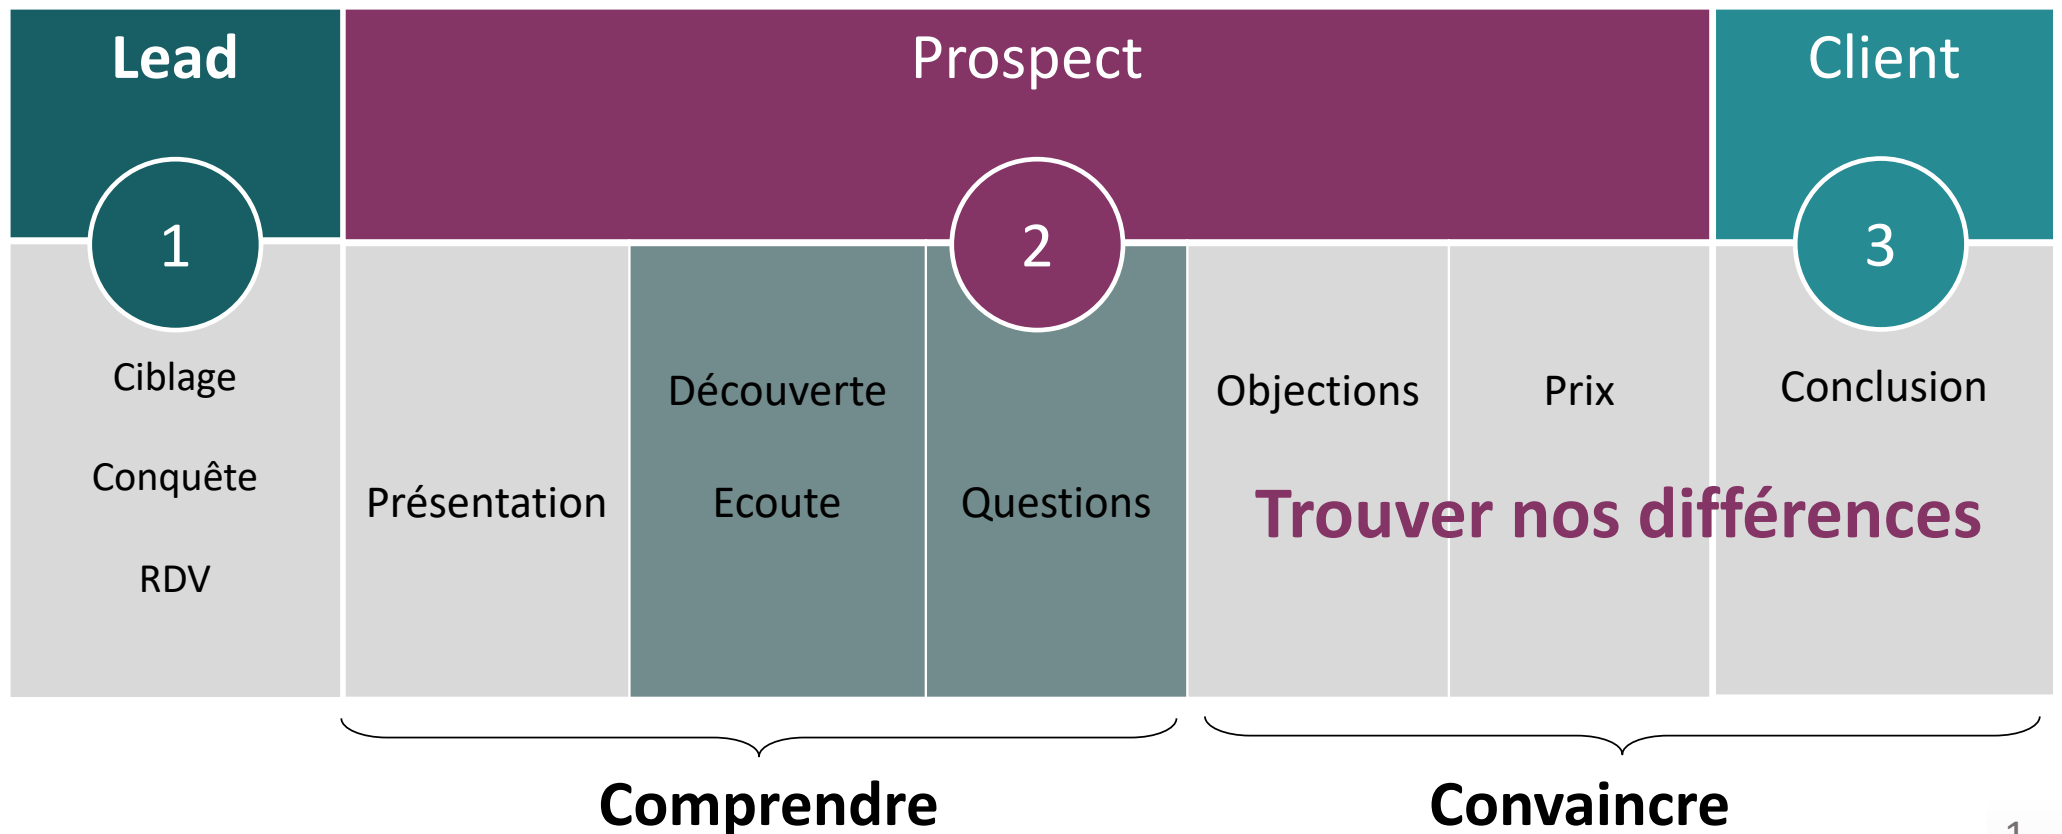 Lead
Prospect
Client
1
2
3
Ciblage
Conquête
RDV
Présentation
Découverte
Ecoute
Questions
Objections
Prix
Conclusion
Trouver nos différences
Comprendre
Convaincre
1